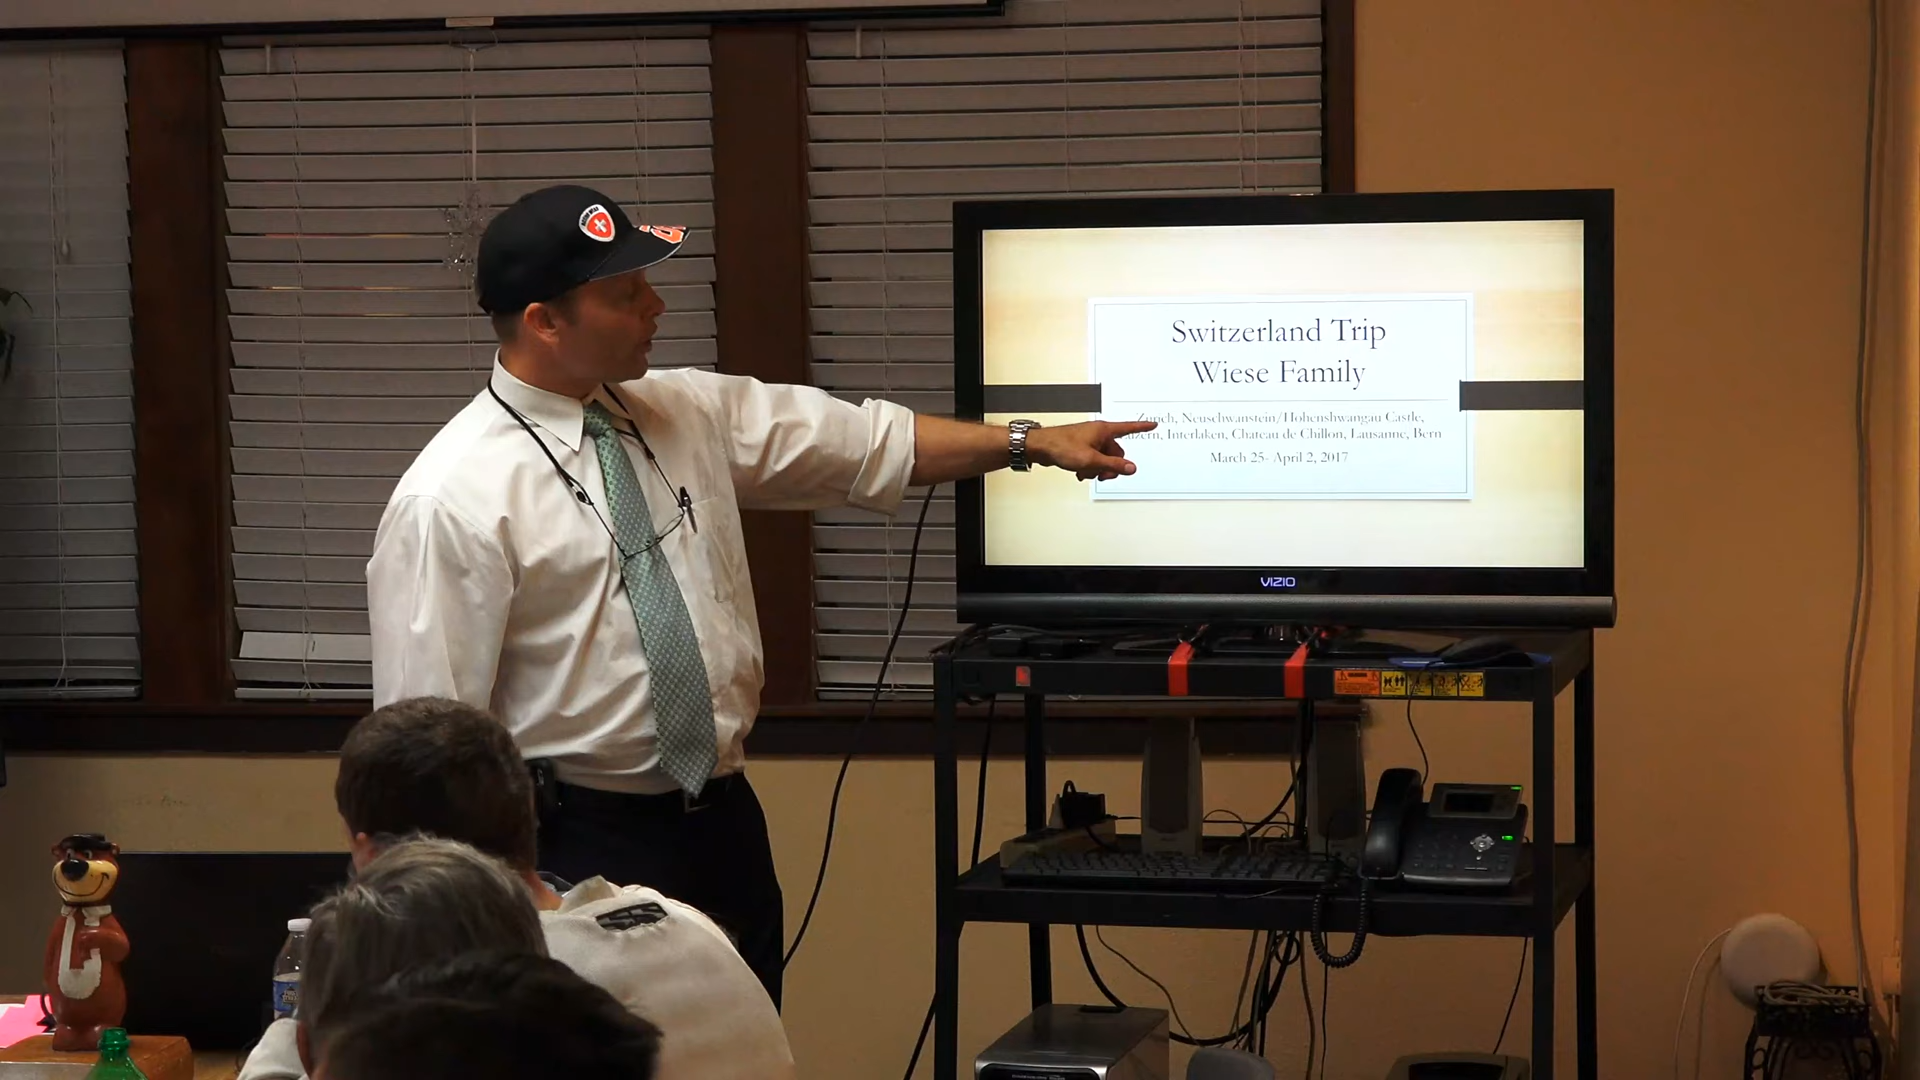 Switzerland Trip
Wiese Family
Zurich, Neuschwanstein/Hohenshwangau Castle,
Luzern, Interlaken, Chateau de Chillon, Lausanne, Bern
March 25- April 2, 2017
VIZIO